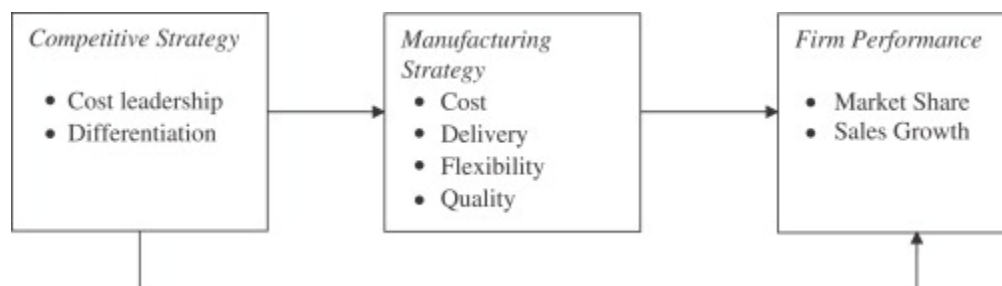 Competitive Strategy
• Cost leadership
• Differentiation
Manufacturing
Strategy
• Cost
• Delivery
• Flexibility
• Quality
Firm Performance
• Market Share
• Sales Growth